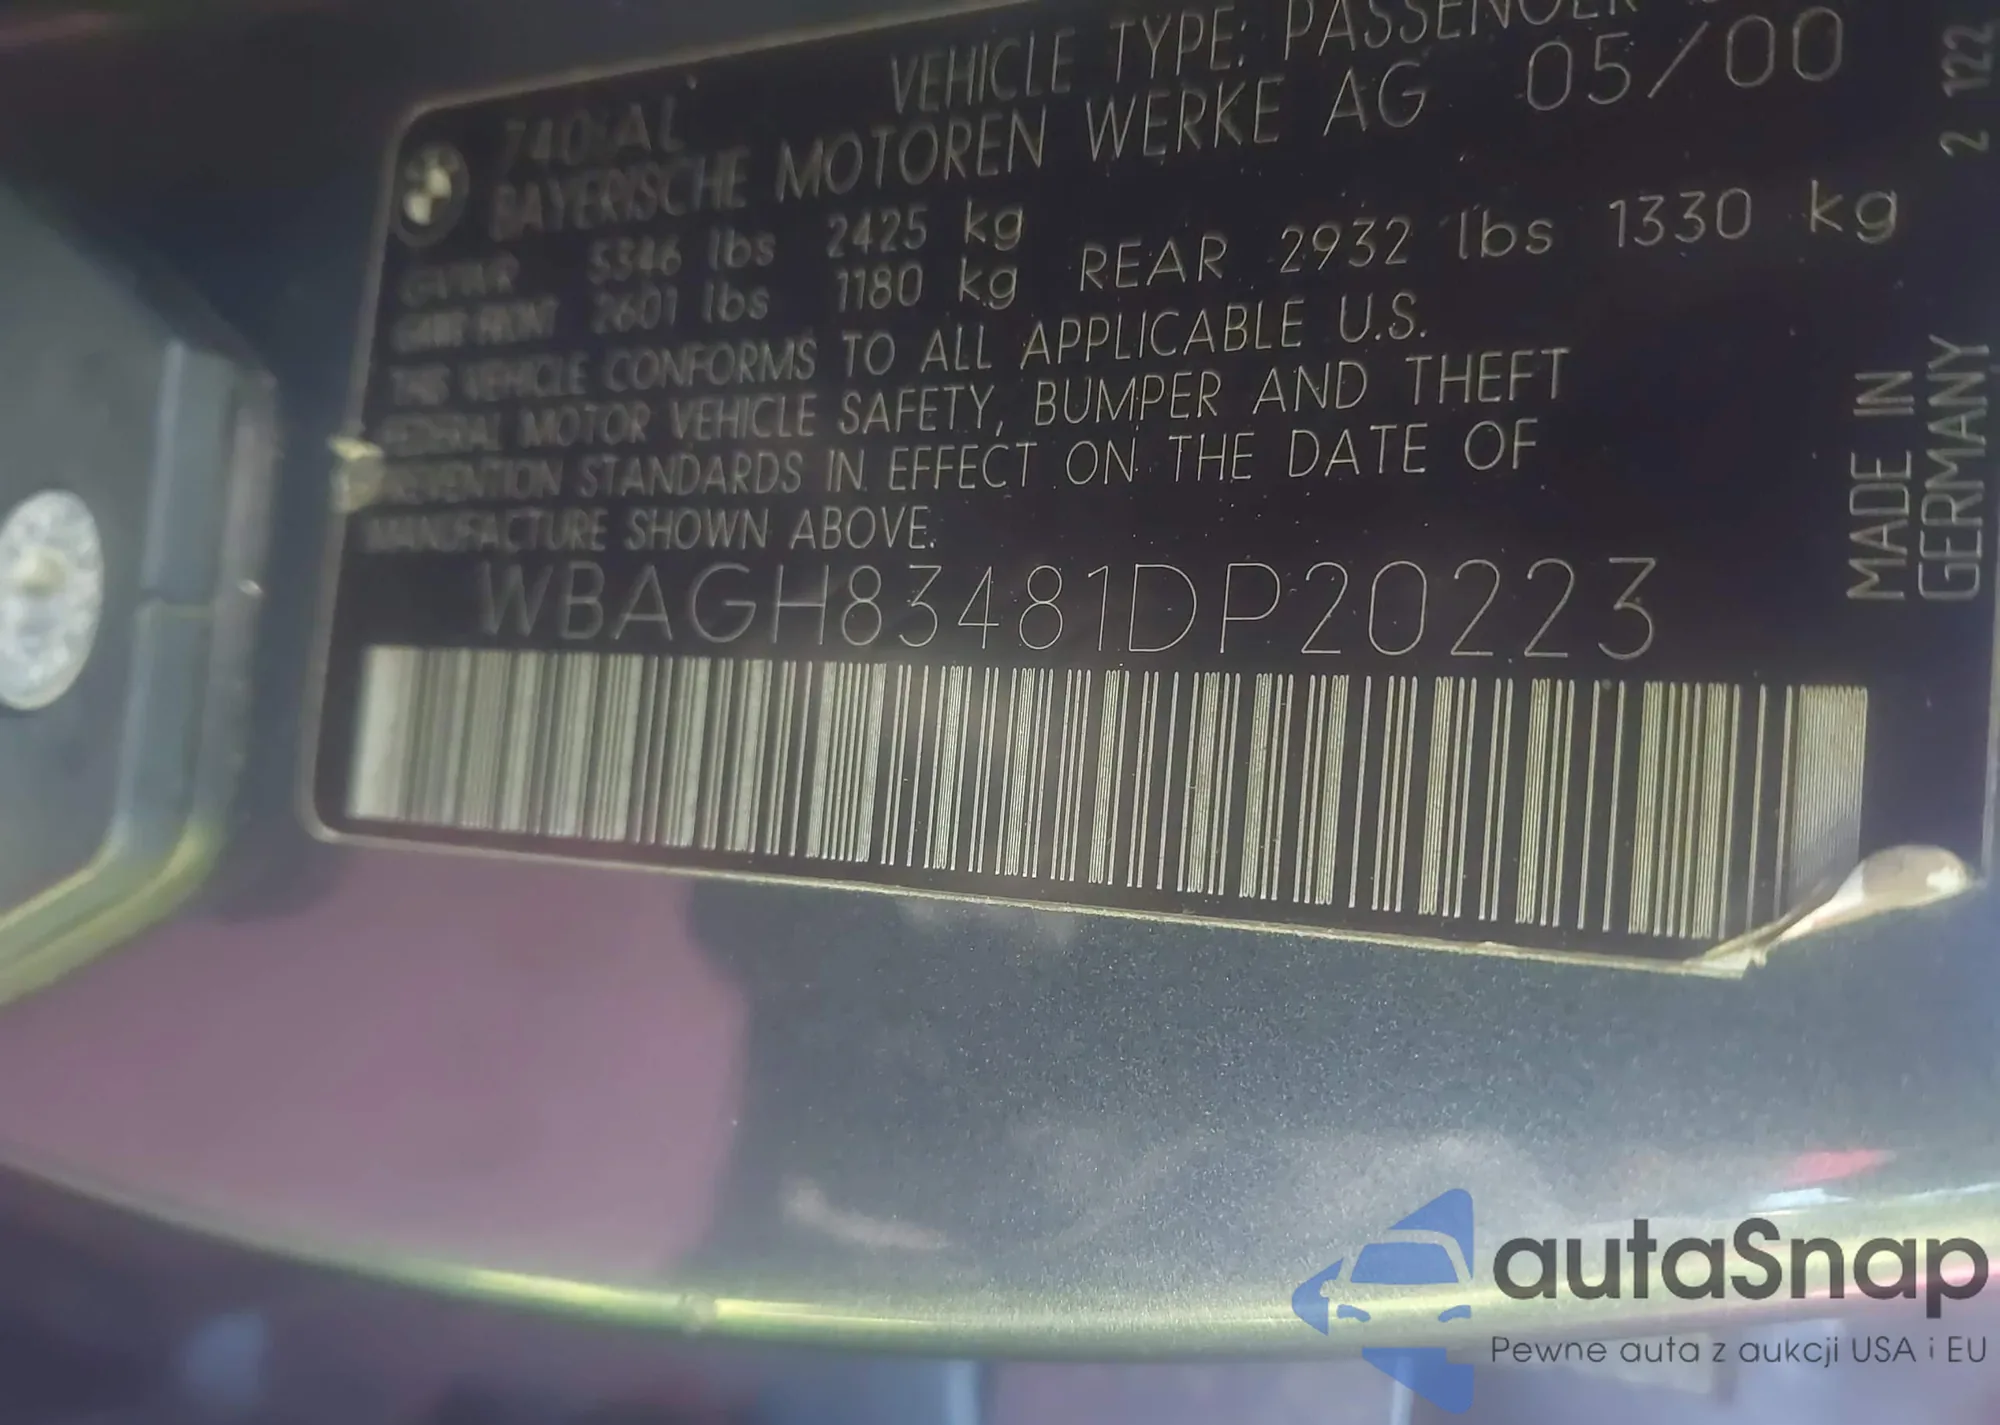 VEHICLE TYPE: PASSENGER
740iAL
BAYERISCHE MOTOREN WERKE AG 05/00
GVWR 5346 lbs 2425 kg
GAWR FRONT 2601 lbs 1180 kg REAR 2932 lbs 1330 kg
THIS VEHICLE CONFORMS TO ALL APPLICABLE U.S.
FEDERAL MOTOR VEHICLE SAFETY, BUMPER AND THEFT
PREVENTION STANDARDS IN EFFECT ON THE DATE OF
MANUFACTURE SHOWN ABOVE.
WBAGH83481DP20223
MADE IN
GERMANY
2 122
autaSnap
Pewne auta z aukcji USA i EU